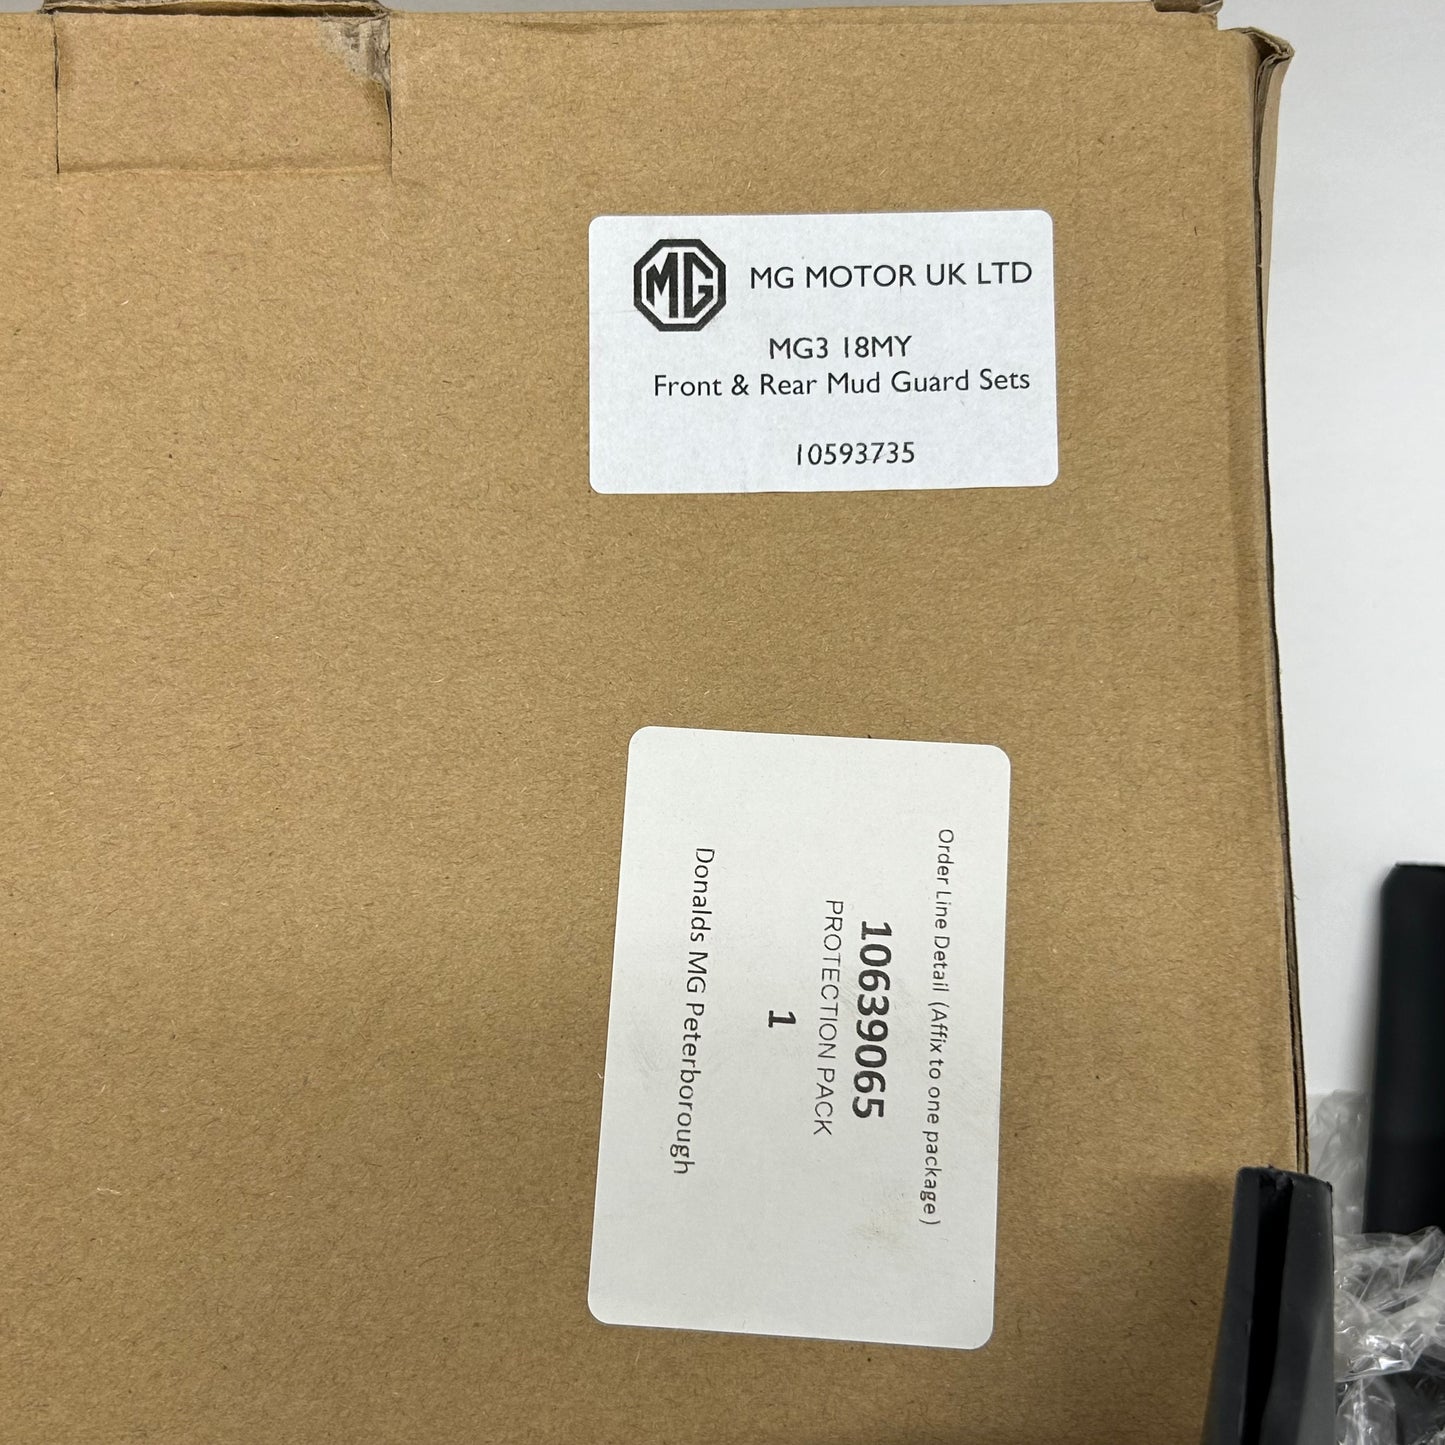 MG MOTOR UK LTD
MG3 18MY
Front & Rear Mud Guard Sets
10593735
Order Line Detail (Affix to one package)
10639065
PROTECTION PACK
1
Donalds MG Peterborough